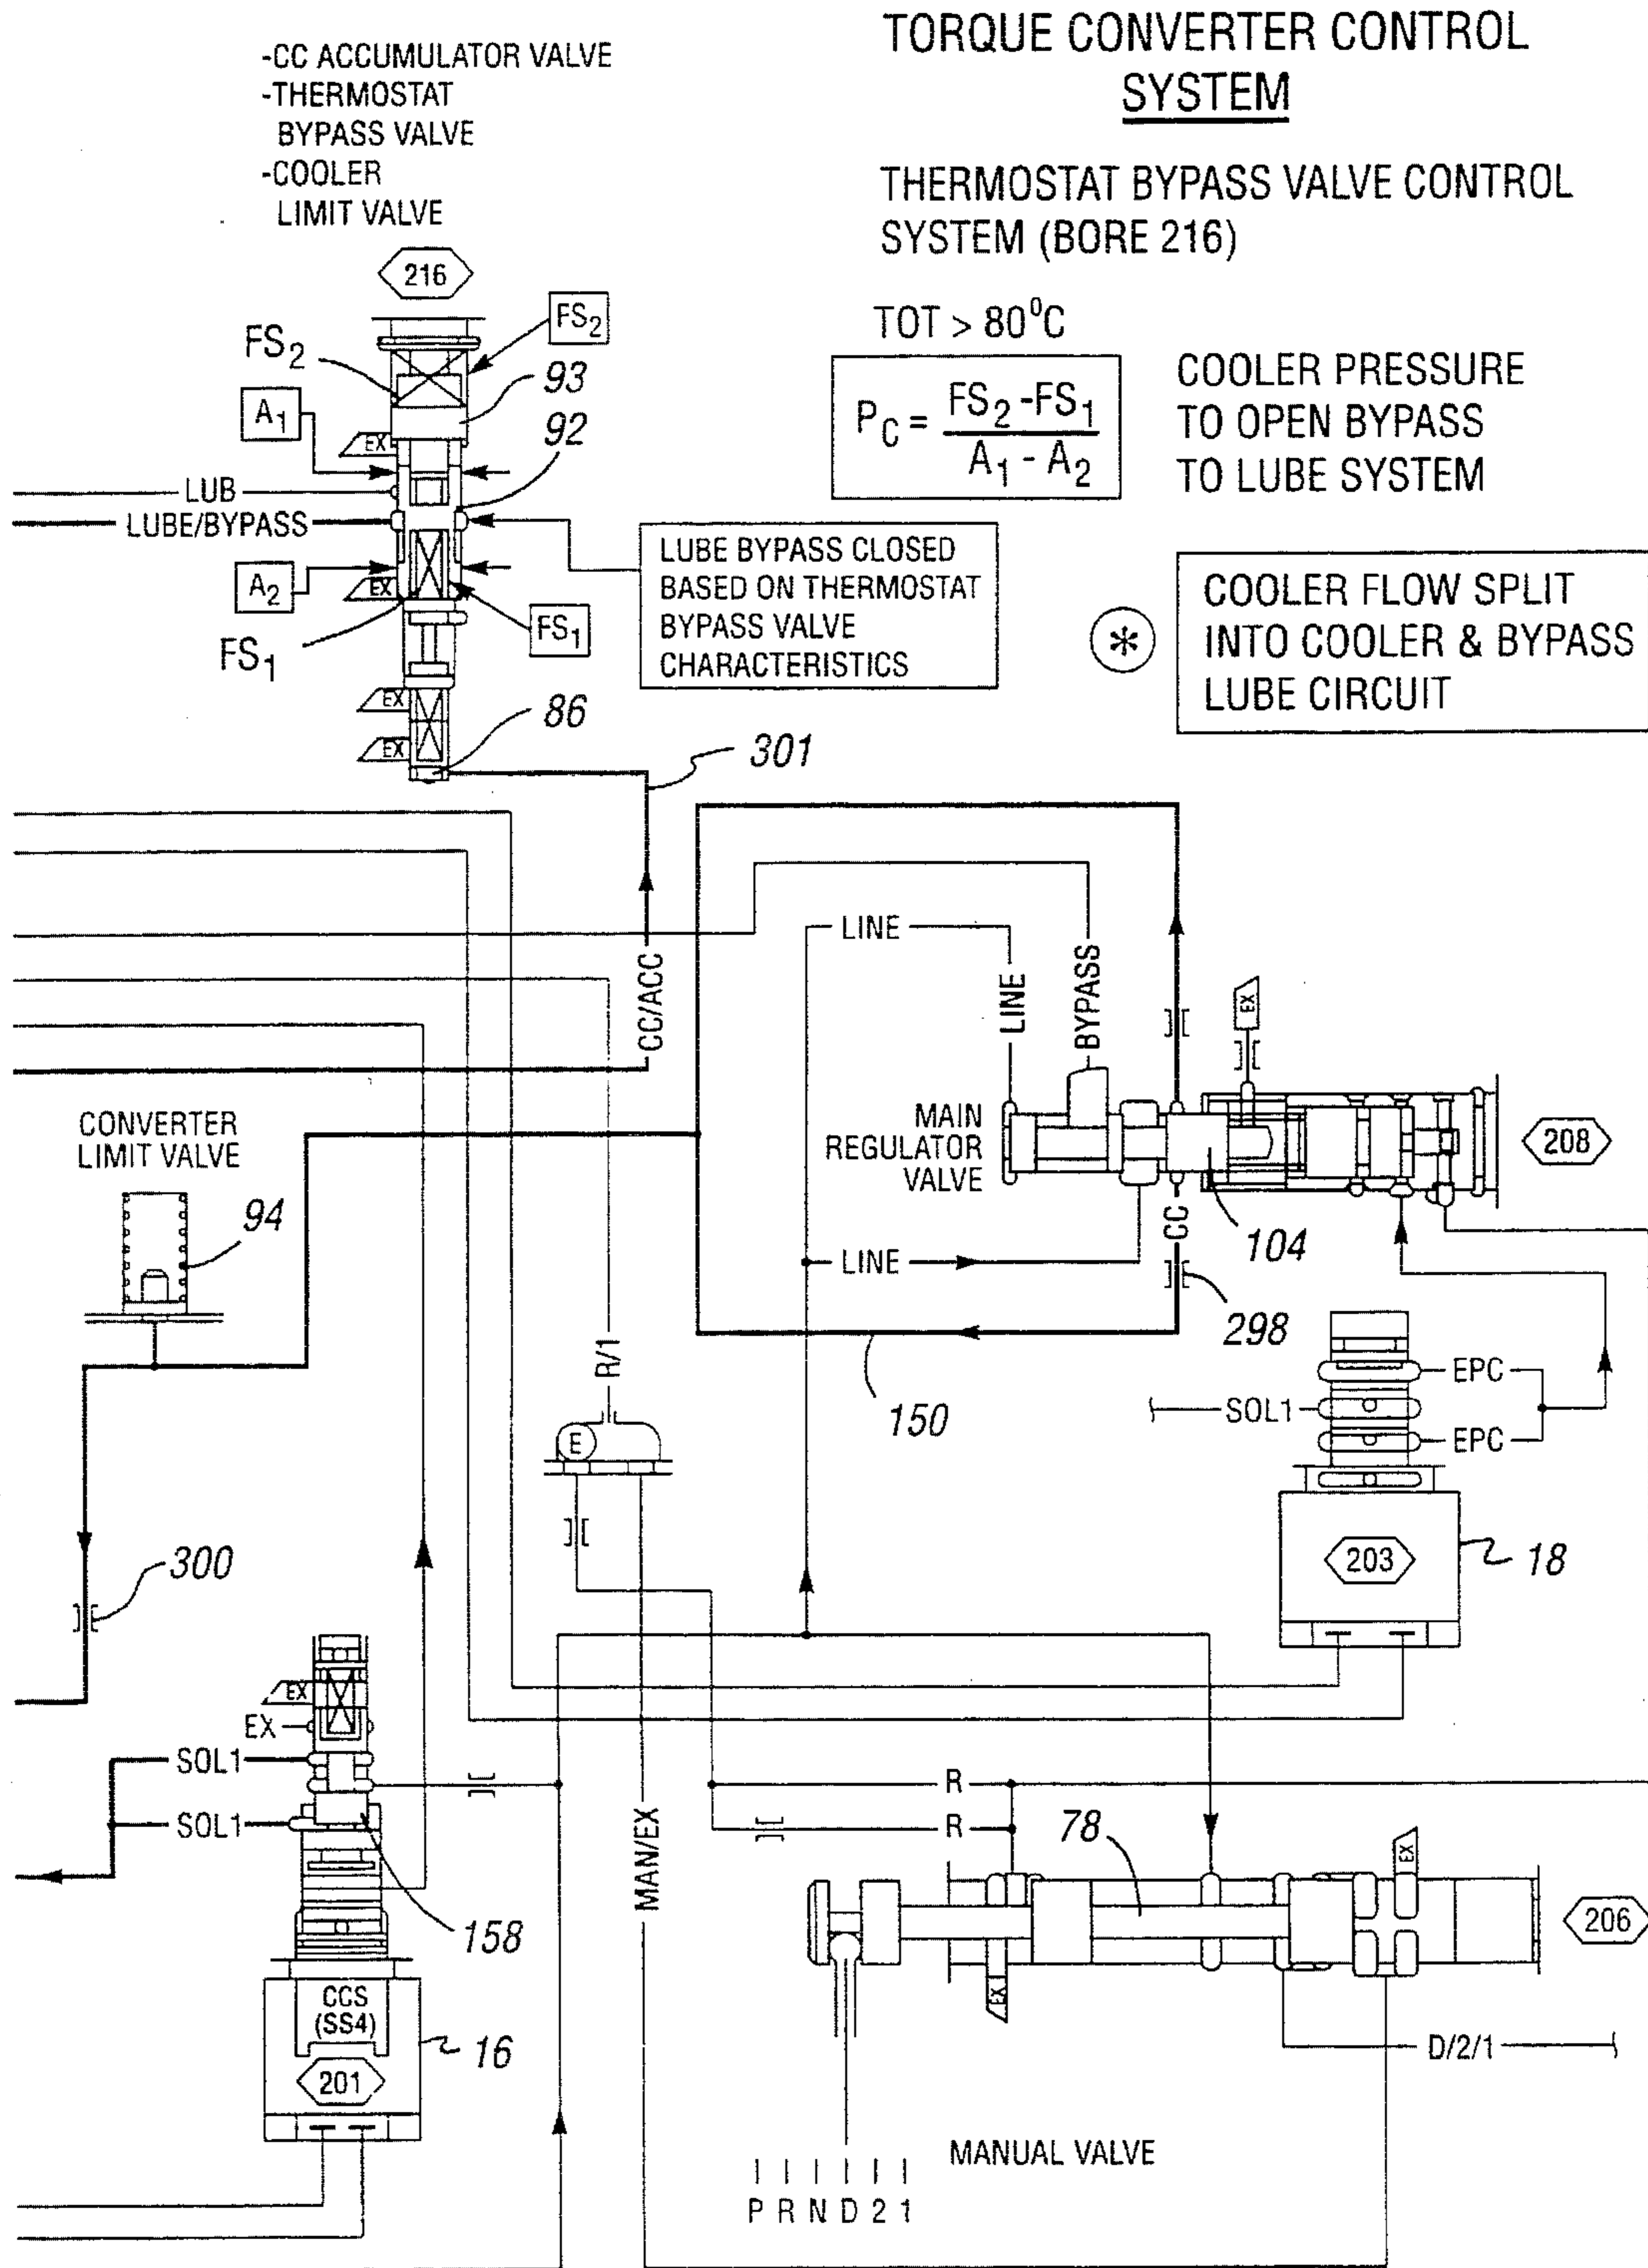 TORQUE CONVERTER CONTROL
SYSTEM
-CC ACCUMULATOR VALVE
-THERMOSTAT
BYPASS VALVE
-COOLER
LIMIT VALVE
THERMOSTAT BYPASS VALVE CONTROL
SYSTEM (BORE 216)
216
FS2
FS2
TOT > 80⁰C
93
PC = FS2 -FS1
A1 - A2
COOLER PRESSURE
TO OPEN BYPASS
TO LUBE SYSTEM
A1
EX
92
LUB
LUBE/BYPASS
LUBE BYPASS CLOSED
BASED ON THERMOSTAT
BYPASS VALVE
CHARACTERISTICS
A2
EX
FS1
FS1
*
COOLER FLOW SPLIT
INTO COOLER & BYPASS
LUBE CIRCUIT
EX
86
EX
301
LINE
CC/ACC
LINE
BYPASS
EX
CONVERTER
LIMIT VALVE
MAIN
REGULATOR
VALVE
208
94
CC
104
LINE
298
R/1
150
EPC
SOL1
EPC
E
300
203
18
EX
EX
SOL1
SOL1
R
R
MAN/EX
78
EX
158
206
CCS
(SS4)
EX
16
201
D/2/1
MANUAL VALVE
P R N D 2 1